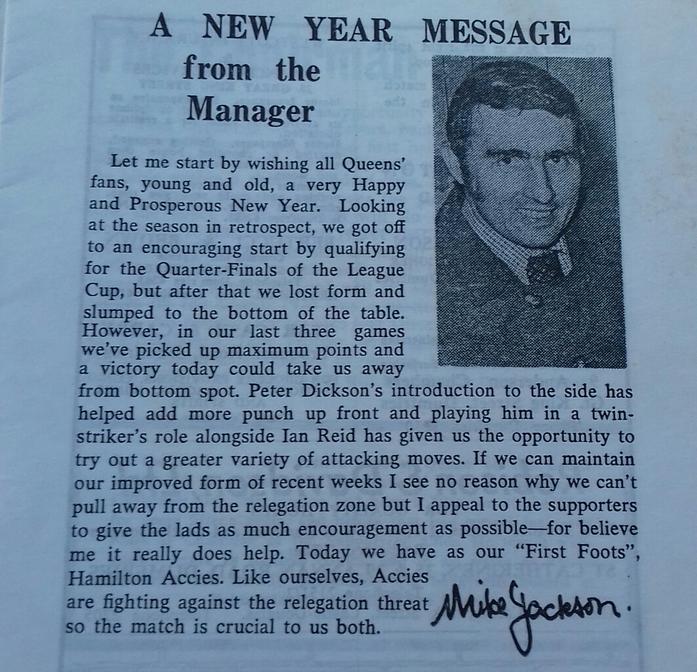 A NEW YEAR MESSAGE
from the
Manager
Let me start by wishing all Queens'
fans, young and old, a very Happy
and Prosperous New Year. Looking
at the season in retrospect, we got off
to an encouraging start by qualifying
for the Quarter-Finals of the League
Cup, but after that we lost form and
slumped to the bottom of the table.
However, in our last three games
we've picked up maximum points and
a victory today could take us away
from bottom spot. Peter Dickson's introduction to the side has
helped add more punch up front and playing him in a twin-
striker's role alongside Ian Reid has given us the opportunity to
try out a greater variety of attacking moves. If we can maintain
our improved form of recent weeks I see no reason why we can't
pull away from the relegation zone but I appeal to the supporters
to give the lads as much encouragement as possible—for believe
me it really does help. Today we have as our "First Foots",
Hamilton Accies. Like ourselves, Accies
are fighting against the relegation threat
so the match is crucial to us both.
Mike Jackson.